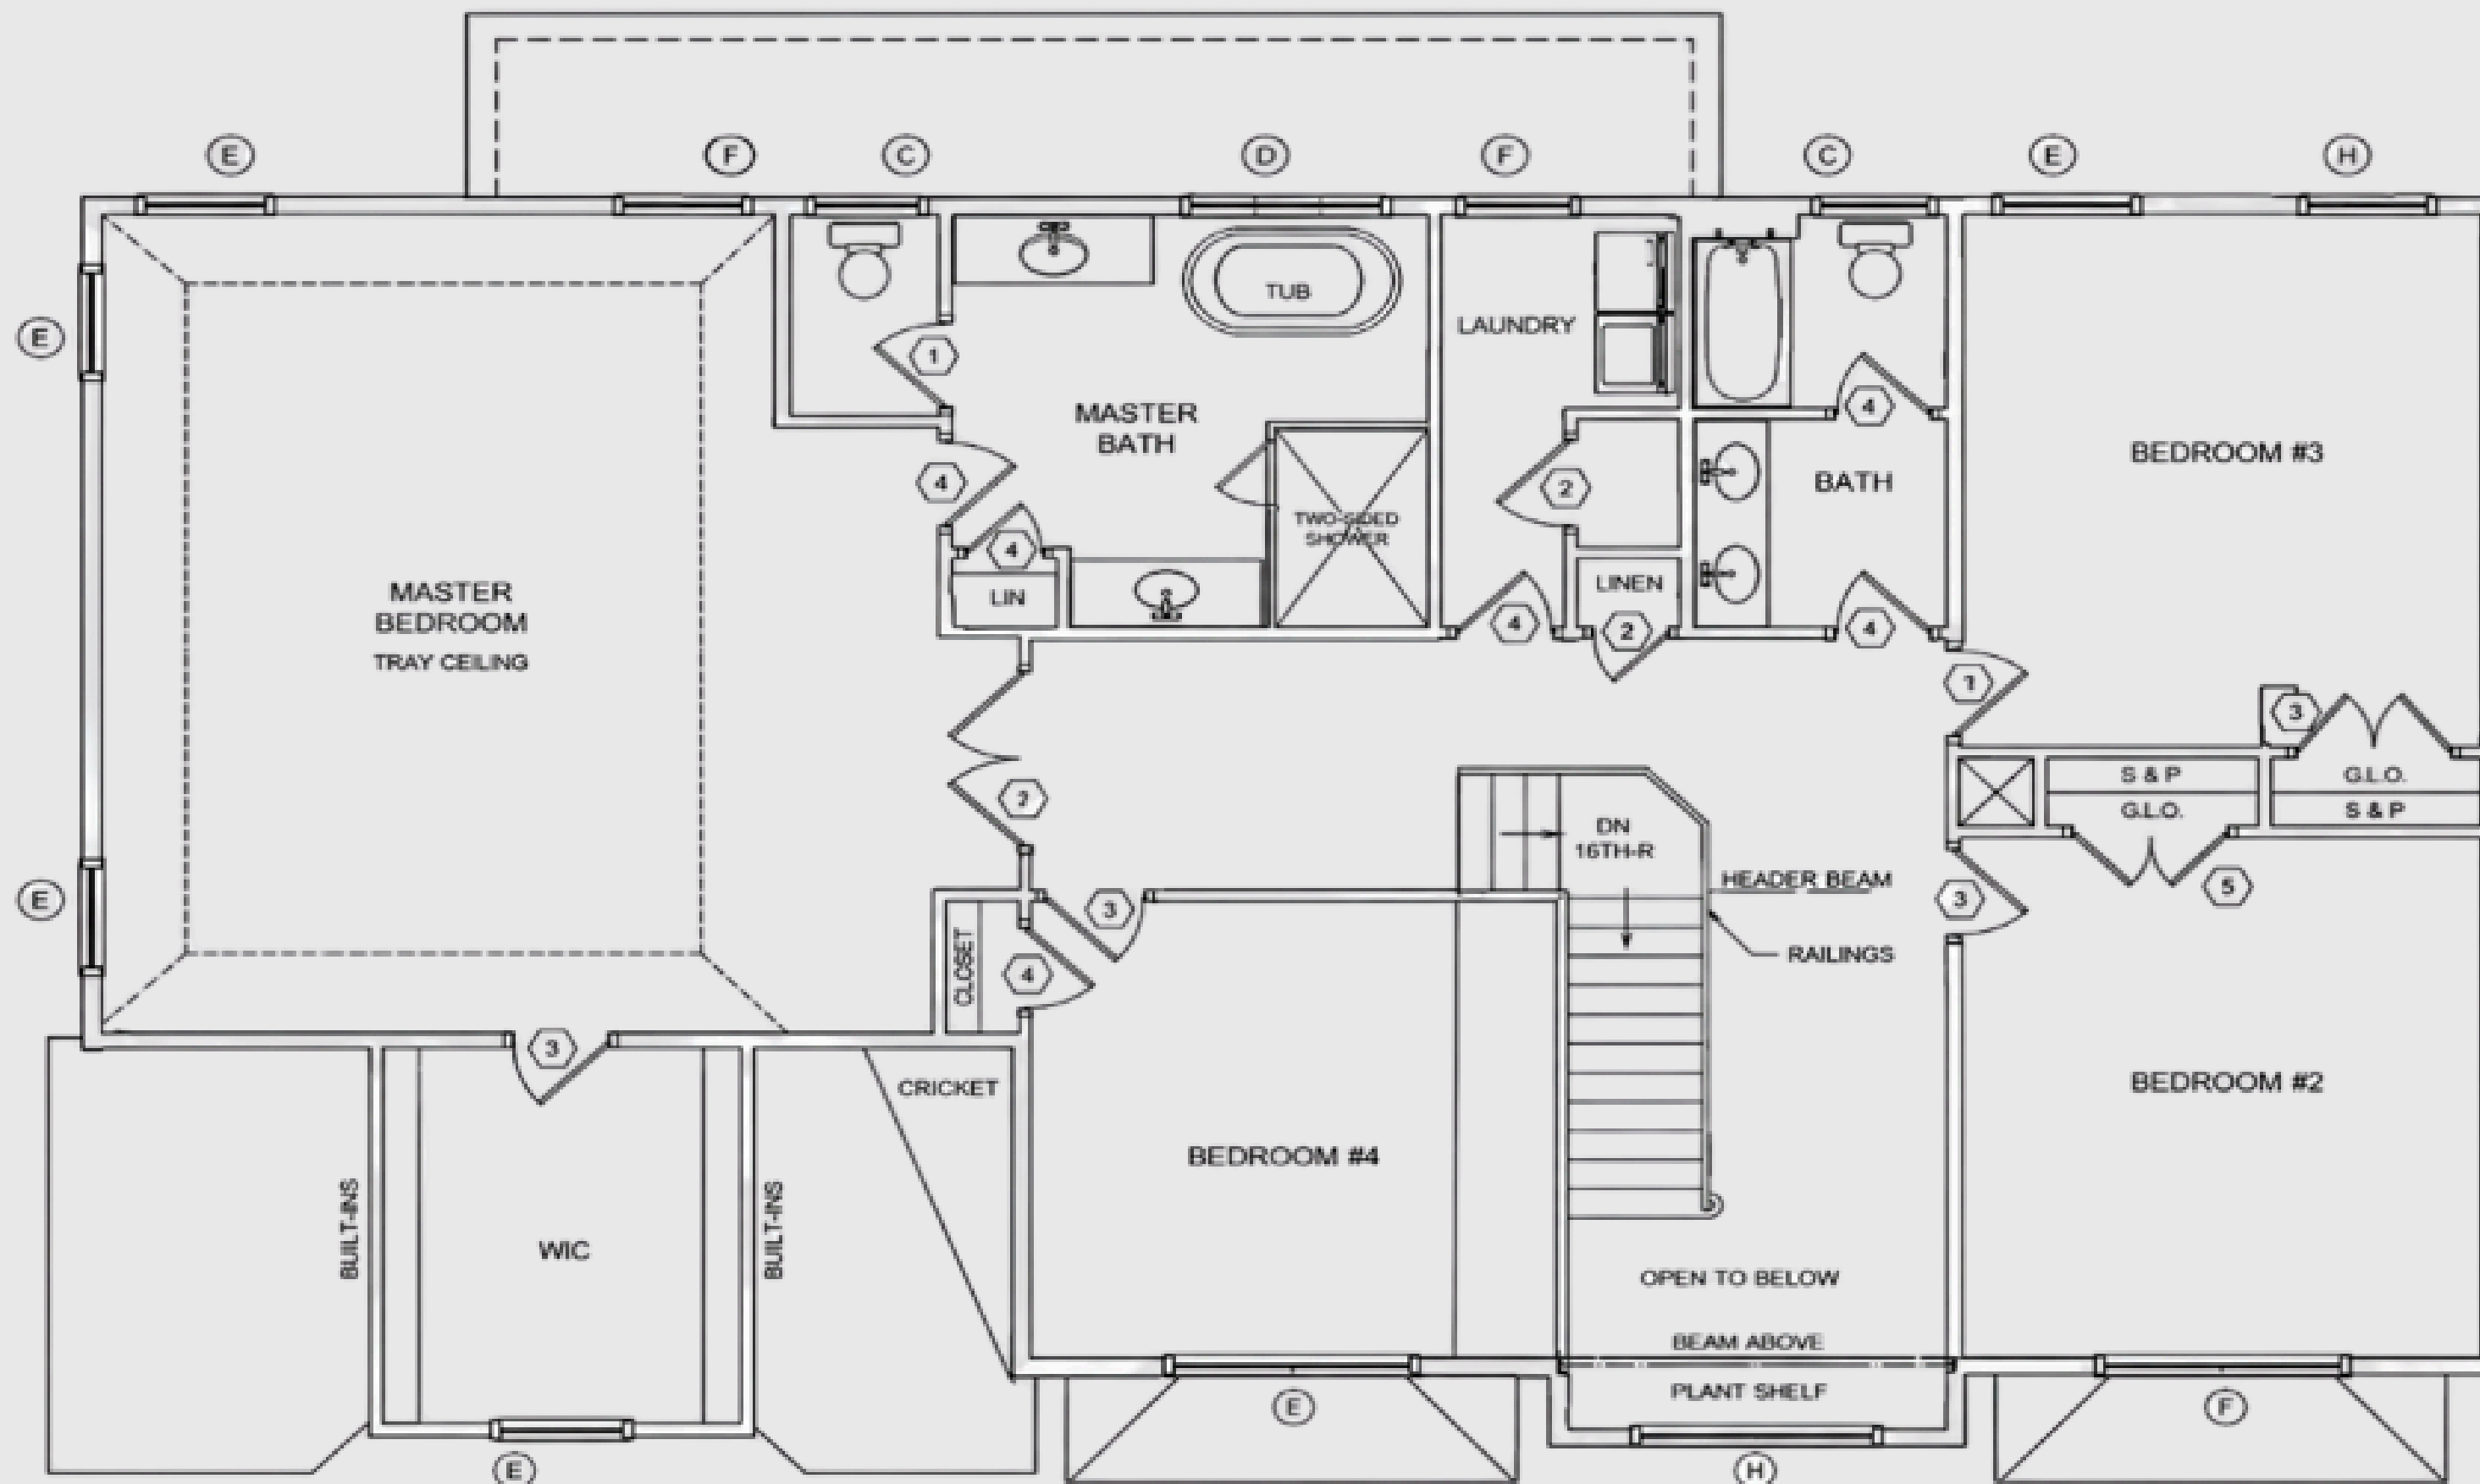 E
F
C
D
F
C
E
H
E
TUB
LAUNDRY
1
MASTER
BATH
4
BEDROOM #3
4
2
BATH
TWO-SIDED
SHOWER
4
LIN
LINEN
MASTER
BEDROOM
TRAY CEILING
4
2
4
3
2
S & P
G.L.O.
G.L.O.
S & P
DN
16TH-R
HEADER BEAM
5
E
3
3
RAILINGS
CLOSET
4
3
CRICKET
BEDROOM #2
BEDROOM #4
BUILT-INS
WIC
BUILT-INS
OPEN TO BELOW
BEAM ABOVE
PLANT SHELF
E
F
E
H